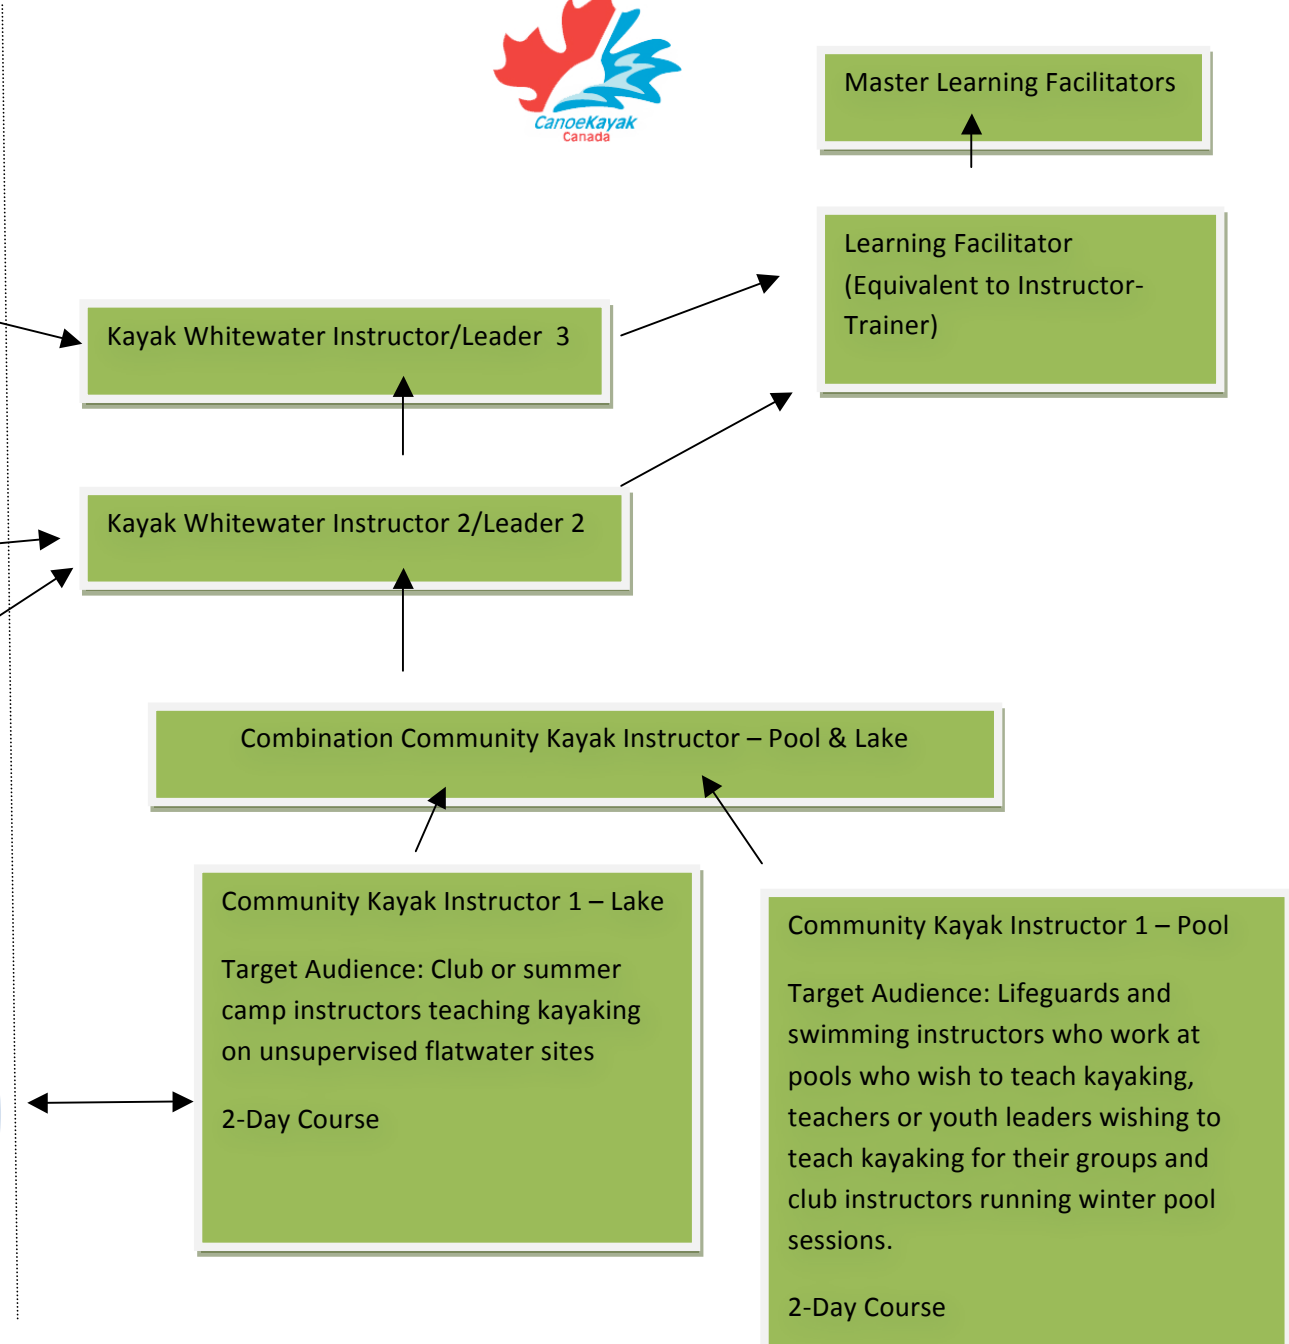 CanoeKayak
Canada
Master Learning Facilitators
Learning Facilitator
(Equivalent to Instructor-
Trainer)
Kayak Whitewater Instructor/Leader  3
Kayak Whitewater Instructor 2/Leader 2
Combination Community Kayak Instructor – Pool & Lake
Community Kayak Instructor 1 – Lake
Target Audience: Club or summer
camp instructors teaching kayaking
on unsupervised flatwater sites
2-Day Course
Community Kayak Instructor 1 – Pool
Target Audience: Lifeguards and
swimming instructors who work at
pools who wish to teach kayaking,
teachers or youth leaders wishing to
teach kayaking for their groups and
club instructors running winter pool
sessions.
2-Day Course